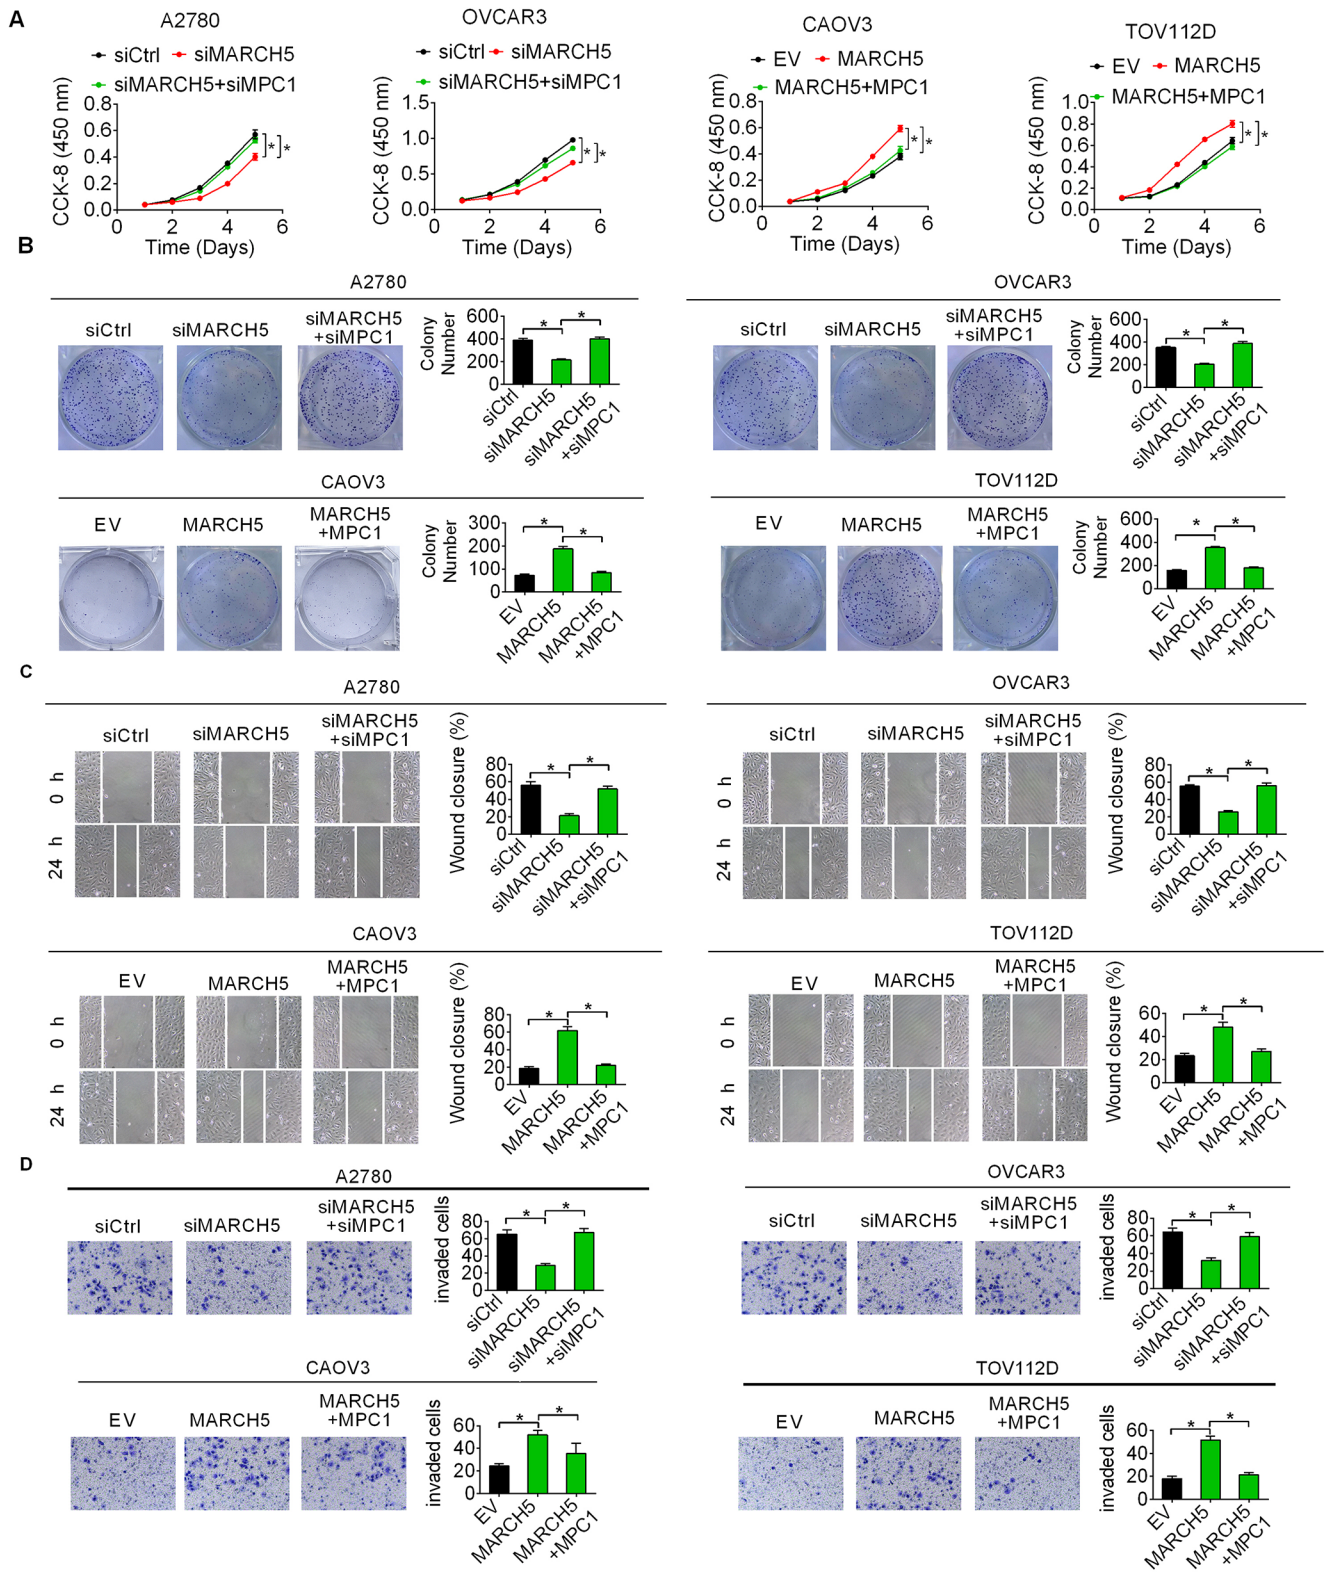 A
A2780
siCtrl siMARCH5
siMARCH5+siMPC1
CCK-8 (450 nm)
0.8
0.6
0.4
0.2
0.0
0 2 4 6
Time (Days)
* *
OVCAR3
siCtrl siMARCH5
siMARCH5+siMPC1
CCK-8 (450 nm)
1.5
1.0
0.5
0.0
0 2 4 6
Time (Days)
* *
CAOV3
EV MARCH5
MARCH5+MPC1
CCK-8 (450 nm)
0.8
0.6
0.4
0.2
0.0
0 2 4 6
Time (Days)
* *
TOV112D
EV MARCH5
MARCH5+MPC1
CCK-8 (450 nm)
1.0
0.8
0.6
0.4
0.2
0.0
0 2 4 6
Time (Days)
* *
B
A2780
siCtrl siMARCH5 siMARCH5
+siMPC1
Colony
Number
600
400
200
0
* *
siCtrl
siMARCH5
siMARCH5
+siMPC1
OVCAR3
siCtrl siMARCH5 siMARCH5
+siMPC1
Colony
Number
600
400
200
0
* *
siCtrl
siMARCH5
siMARCH5
+siMPC1
CAOV3
EV MARCH5 MARCH5
+MPC1
Colony
Number
300
200
100
0
* *
EV
MARCH5
MARCH5
+MPC1
TOV112D
EV MARCH5 MARCH5
+MPC1
Colony
Number
600
400
200
0
* *
EV
MARCH5
MARCH5
+MPC1
C
A2780
siCtrl siMARCH5 siMARCH5
+siMPC1
0 h
24 h
Wound closure (%)
80
60
40
20
0
* *
siCtrl
siMARCH5
siMARCH5
+siMPC1
OVCAR3
siCtrl siMARCH5 siMARCH5
+siMPC1
0 h
24 h
Wound closure (%)
80
60
40
20
0
* *
siCtrl
siMARCH5
siMARCH5
+siMPC1
CAOV3
EV MARCH5 MARCH5
+MPC1
0 h
24 h
Wound closure (%)
80
60
40
20
0
* *
EV
MARCH5
MARCH5
+MPC1
TOV112D
EV MARCH5 MARCH5
+MPC1
0 h
24 h
Wound closure (%)
60
40
20
0
* *
EV
MARCH5
MARCH5
+MPC1
D
A2780
siCtrl siMARCH5 siMARCH5
+siMPC1
invaded cells
80
60
40
20
0
* *
siCtrl
siMARCH5
siMARCH5
+siMPC1
OVCAR3
siCtrl siMARCH5 siMARCH5
+siMPC1
invaded cells
80
60
40
20
0
* *
siCtrl
siMARCH5
siMARCH5
+siMPC1
CAOV3
EV MARCH5 MARCH5
+MPC1
invaded cells
60
40
20
0
* *
EV
MARCH5
MARCH5
+MPC1
TOV112D
EV MARCH5 MARCH5
+MPC1
invaded cells
60
40
20
0
* *
EV
MARCH5
MARCH5
+MPC1